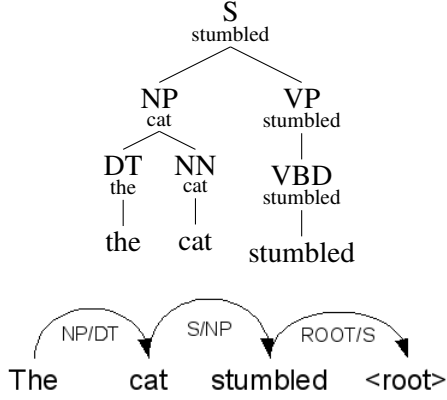 S
stumbled
NP VP
cat stumbled
DT NN VBD
the cat stumbled
the cat stumbled
NP/DT S/NP ROOT/S
The cat stumbled <root>